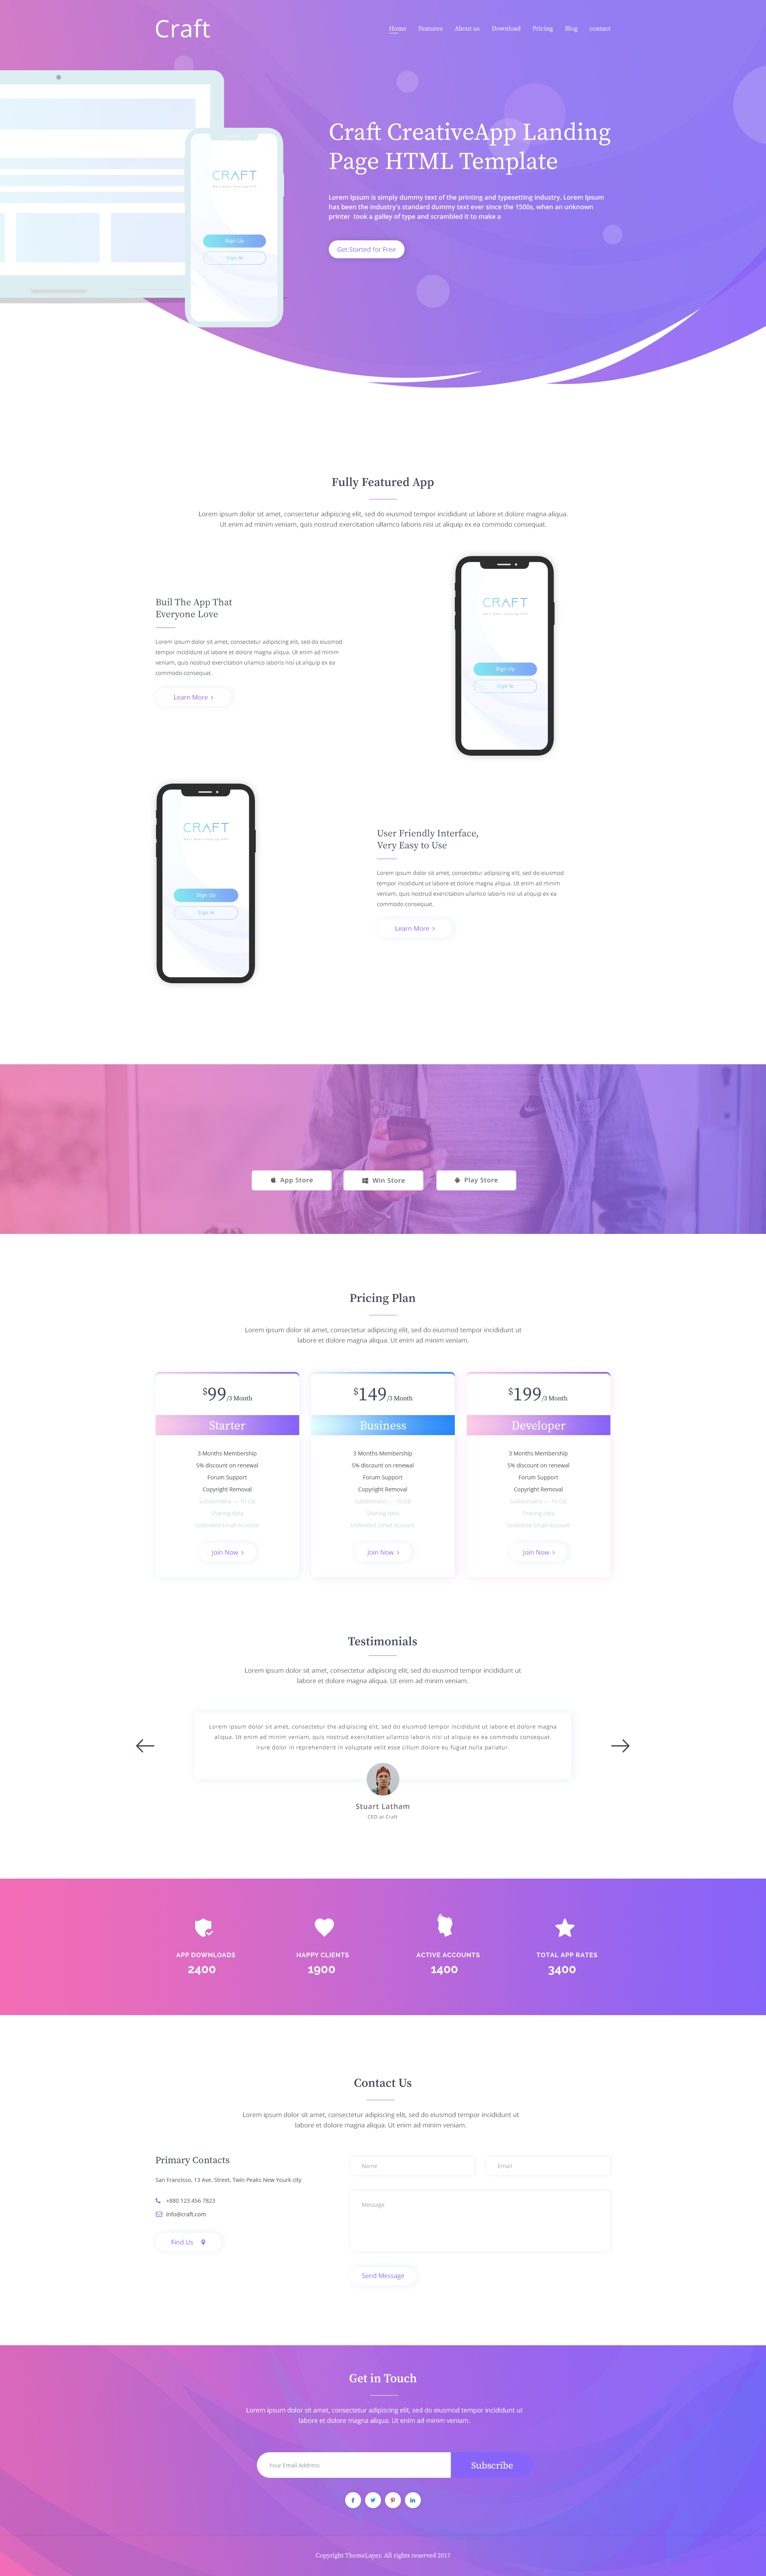 Craft
Home Features About us Download Pricing Blog contact
Craft CreativeApp Landing
Page HTML Template
Lorem Ipsum is simply dummy text of the printing and typesetting industry. Lorem Ipsum
has been the industry's standard dummy text ever since the 1500s, when an unknown
printer took a galley of type and scrambled it to make a
Get Started for Free
CRAFT
Sign Up
Sign In
Fully Featured App
Lorem ipsum dolor sit amet, consectetur adipiscing elit, sed do eiusmod tempor incididunt ut labore et dolore magna aliqua.
Ut enim ad minim veniam, quis nostrud exercitation ullamco laboris nisi ut aliquip ex ea commodo consequat.
Buil The App That
Everyone Love
Lorem ipsum dolor sit amet, consectetur adipiscing elit, sed do eiusmod
tempor incididunt ut labore et dolore magna aliqua. Ut enim ad minim
veniam, quis nostrud exercitation ullamco laboris nisi ut aliquip ex ea
commodo consequat.
Learn More
CRAFT
Sign Up
Sign In
CRAFT
Sign Up
Sign In
User Friendly Interface,
Very Easy to Use
Lorem ipsum dolor sit amet, consectetur adipiscing elit, sed do eiusmod
tempor incididunt ut labore et dolore magna aliqua. Ut enim ad minim
veniam, quis nostrud exercitation ullamco laboris nisi ut aliquip ex ea
commodo consequat.
Learn More
App Store Win Store Play Store
Pricing Plan
Lorem ipsum dolor sit amet, consectetur adipiscing elit, sed do eiusmod tempor incididunt ut
labore et dolore magna aliqua. Ut enim ad minim veniam.
$99/3 Month
Starter
3 Months Membership
5% discount on renewal
Forum Support
Copyright Removal
Subdomains — 10 GB
Sharing data
Unlimited Email Account
Join Now
$149/3 Month
Business
3 Months Membership
5% discount on renewal
Forum Support
Copyright Removal
Subdomains — 10 GB
Sharing data
Unlimited Email Account
Join Now
$199/3 Month
Developer
3 Months Membership
5% discount on renewal
Forum Support
Copyright Removal
Subdomains — 10 GB
Sharing data
Unlimited Email Account
Join Now
Testimonials
Lorem ipsum dolor sit amet, consectetur adipiscing elit, sed do eiusmod tempor incididunt ut
labore et dolore magna aliqua. Ut enim ad minim veniam.
Lorem ipsum dolor sit amet, consectetur the adipiscing elit, sed do eiusmod tempor incididunt ut labore et dolore magna
aliqua. Ut enim ad minim veniam, quis nostrud exercitation ullamco laboris nisi ut aliquip ex ea commodo consequat.
irure dolor in reprehenderit in voluptate velit esse cillum dolore eu fugiat nulla pariatur.
Stuart Latham
CEO at Craft
APP DOWNLOADS
2400
HAPPY CLIENTS
1900
ACTIVE ACCOUNTS
1400
TOTAL APP RATES
3400
Contact Us
Lorem ipsum dolor sit amet, consectetur adipiscing elit, sed do eiusmod tempor incididunt ut
labore et dolore magna aliqua. Ut enim ad minim veniam.
Primary Contacts
San Francisso, 13 Ave. Street, Twin Peaks New Yourk city
+880 123 456 7823
info@craft.com
Find Us
Name
Email
Message
Send Message
Get in Touch
Lorem ipsum dolor sit amet, consectetur adipiscing elit, sed do eiusmod tempor incididunt ut
labore et dolore magna aliqua. Ut enim ad minim veniam.
Your Email Address
Subscribe
Copyright ThemeLayer. All rights reserved 2017